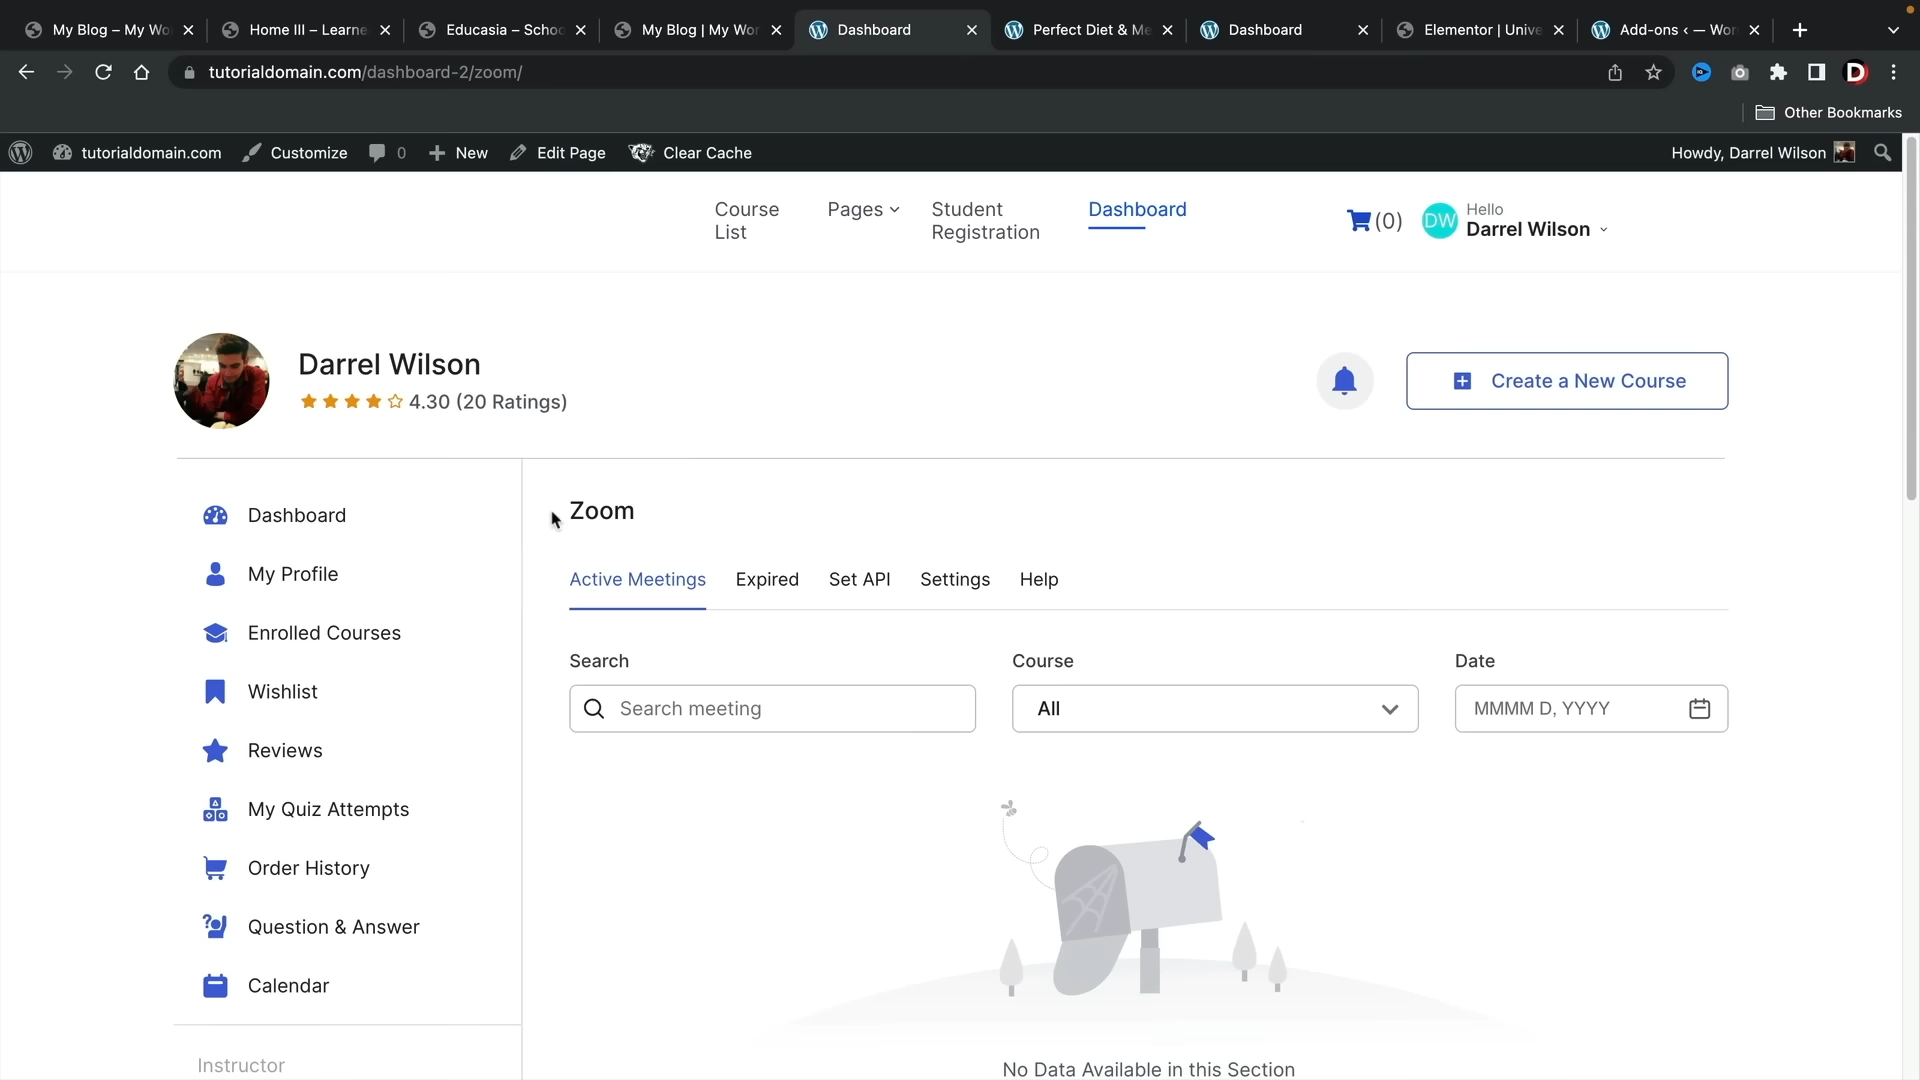 My Blog – My Wo
Home III – Learne
Educasia – Schoo
My Blog | My Wor
Dashboard
Perfect Diet & Me
Dashboard
Elementor | Unive
Add-ons ‹ — Wor
tutorialdomain.com/dashboard-2/zoom/
Other Bookmarks
tutorialdomain.com
Customize
0
New
Edit Page
Clear Cache
Howdy, Darrel Wilson
Course
List
Pages
Student
Registration
Dashboard
(0)
DW
Hello
Darrel Wilson
Darrel Wilson
4.30 (20 Ratings)
Create a New Course
Dashboard
My Profile
Enrolled Courses
Wishlist
Reviews
My Quiz Attempts
Order History
Question & Answer
Calendar
Instructor
Zoom
Active Meetings
Expired
Set API
Settings
Help
Search
Course
Date
Search meeting
All
MMMM D, YYYY
No Data Available in this Section